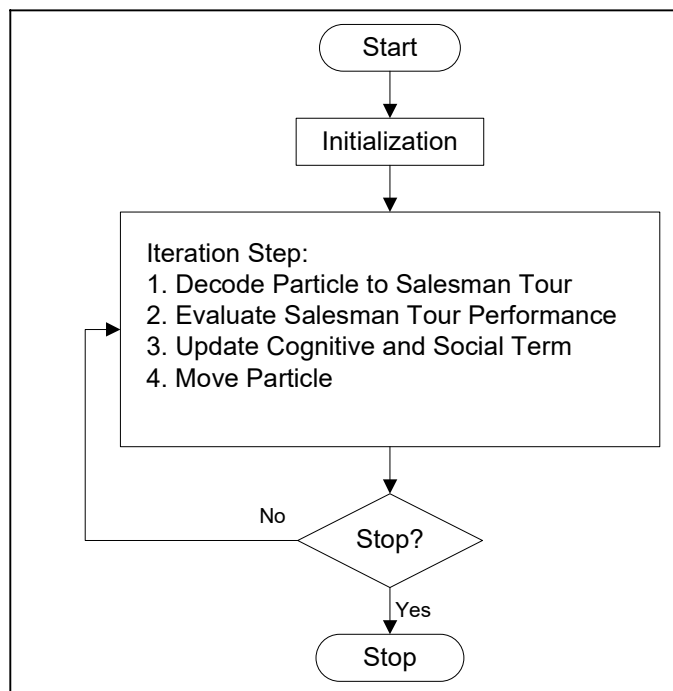 Start
Initialization
Iteration Step:
1. Decode Particle to Salesman Tour
2. Evaluate Salesman Tour Performance
3. Update Cognitive and Social Term
4. Move Particle
No
Stop?
Yes
Stop